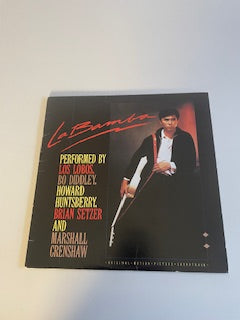 La Bamba
PERFORMED BY
LOS LOBOS,
BO DIDDLEY,
HOWARD
HUNTSBERRY,
BRIAN SETZER
AND
MARSHALL
CRENSHAW
ORIGINAL • MOTION • PICTURE • SOUNDTRACK